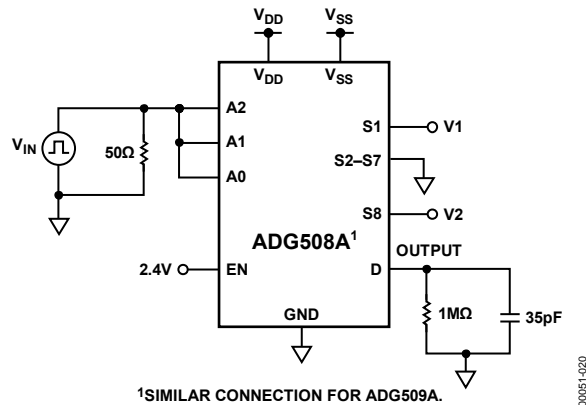 VDD
VSS
VDD
VSS
A2
A1
A0
VIN
50Ω
S1
V1
S2–S7
S8
V2
ADG508A1
OUTPUT
2.4V
EN
D
GND
1MΩ
35pF
1SIMILAR CONNECTION FOR ADG509A.
00051-020